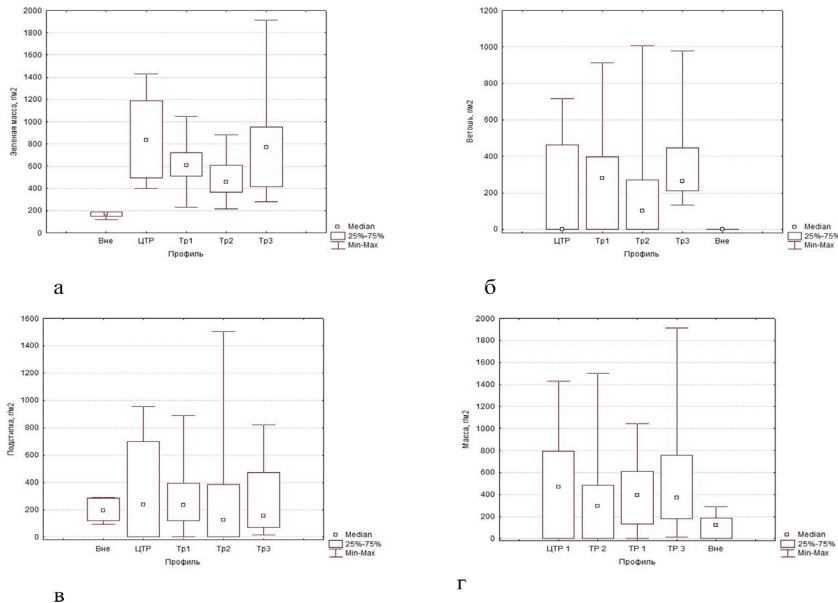 2000
1800
1600
1400
1200
1000
800
600
400
200
0
Зеленая масса, г/м2
Вне ЦТР Тр1 Тр2 Тр3
Профиль
Median
25%-75%
Min-Max
а
1200
1000
800
600
400
200
0
Ветошь, г/м2
ЦТР Тр1 Тр2 Тр3 Вне
Профиль
Median
25%-75%
Min-Max
б
1600
1400
1200
1000
800
600
400
200
0
Подстилка, г/м2
Вне ЦТР Тр1 Тр2 Тр3
Профиль
Median
25%-75%
Min-Max
в
2000
1800
1600
1400
1200
1000
800
600
400
200
0
Масса, г/м2
ЦТР 1 ТР 2 ТР 1 ТР 3 Вне
Профиль
Median
25%-75%
Min-Max
г